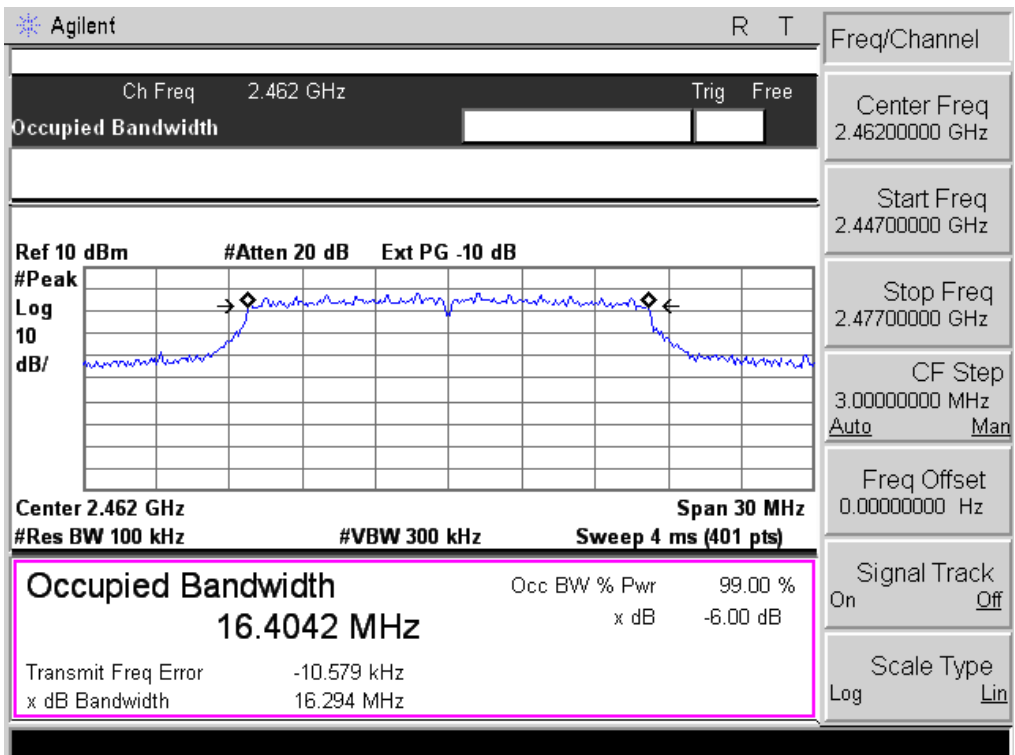 Agilent R T
Freq/Channel
Ch Freq 2.462 GHz Trig Free
Occupied Bandwidth
Center Freq
2.46200000 GHz
Start Freq
2.44700000 GHz
Stop Freq
2.47700000 GHz
CF Step
3.00000000 MHz
Auto Man
Freq Offset
0.00000000 Hz
Signal Track
On Off
Scale Type
Log Lin
Ref 10 dBm #Atten 20 dB Ext PG -10 dB
#Peak
Log
10
dB/
Center 2.462 GHz Span 30 MHz
#Res BW 100 kHz #VBW 300 kHz Sweep 4 ms (401 pts)
Occupied Bandwidth Occ BW % Pwr 99.00 %
16.4042 MHz x dB -6.00 dB
Transmit Freq Error -10.579 kHz
x dB Bandwidth 16.294 MHz